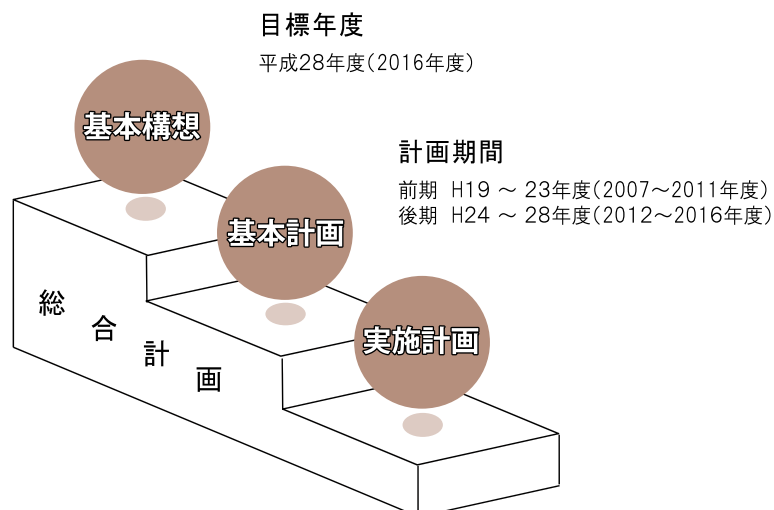 目標年度
平成28年度(2016年度)
基本構想
計画期間
前期 H19 ～ 23年度(2007～2011年度)
後期 H24 ～ 28年度(2012～2016年度)
基本計画
実施計画
総合計画